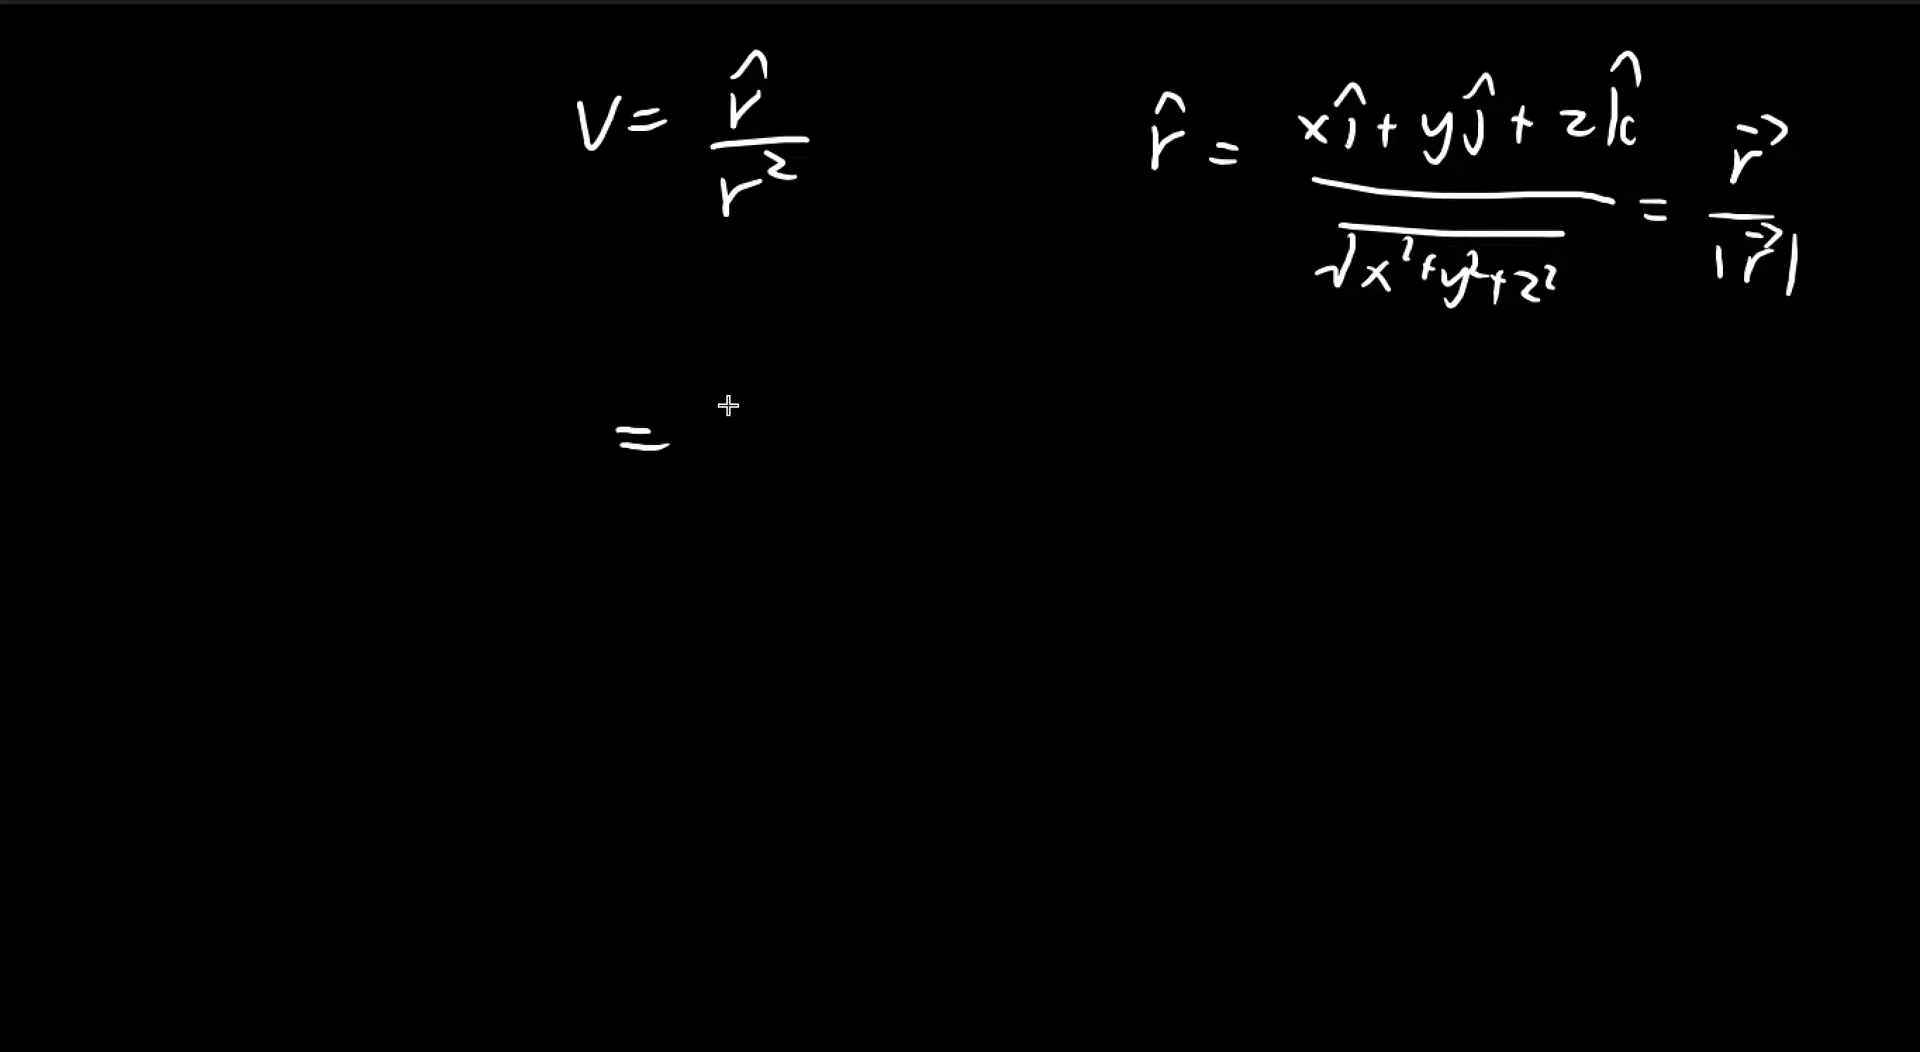 V = r̂ / r²
r̂ = (xî + yĵ + zk̂) / √(x² + y² + z²) = r⃗ / |r⃗|
=